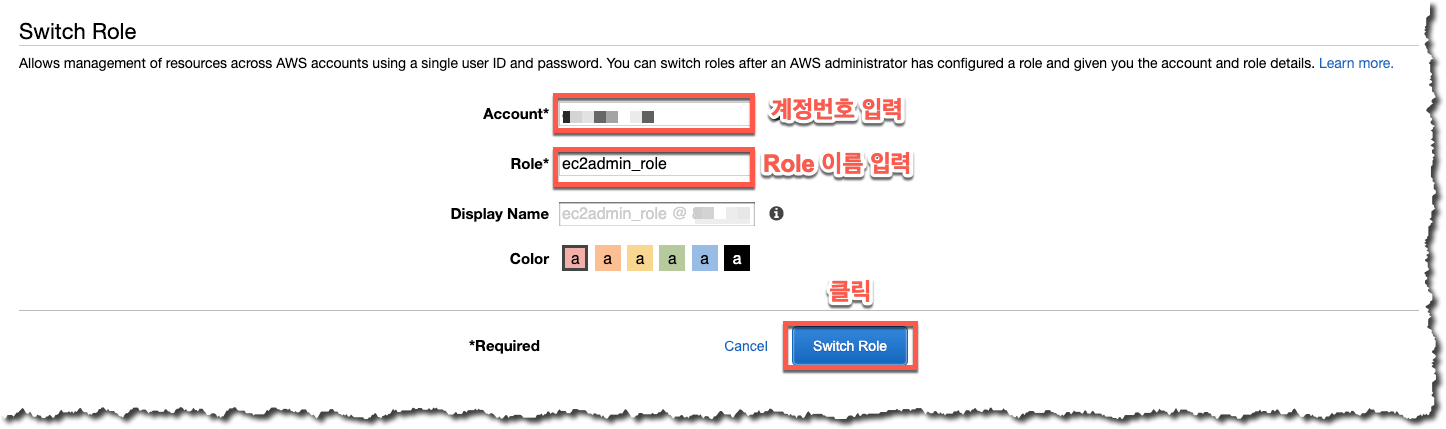 Switch Role
Allows management of resources across AWS accounts using a single user ID and password. You can switch roles after an AWS administrator has configured a role and given you the account and role details. Learn more.
Account* 계정번호 입력
Role* ec2admin_role Role 이름 입력
Display Name ec2admin_role @
Color a a a a a a
클릭
*Required Cancel Switch Role